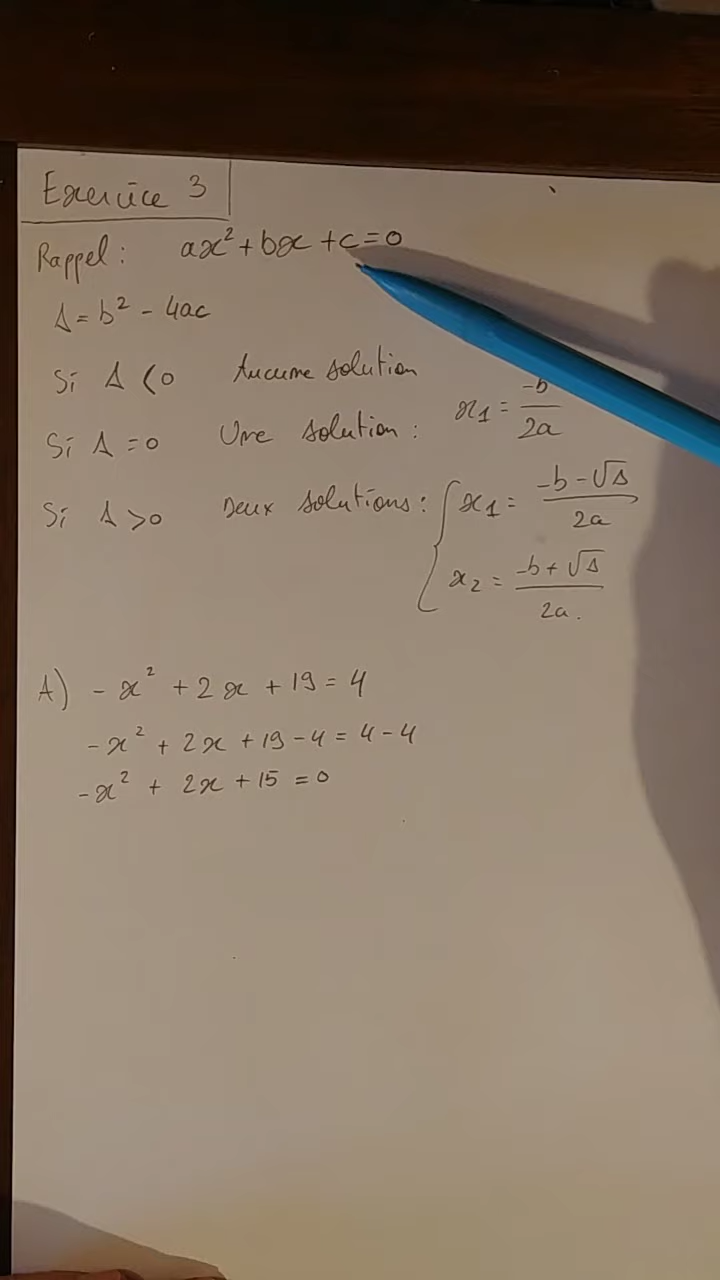 Exercice 3
Rappel : ax² + bx + c = 0
Δ = b² - 4ac
Si Δ < 0 Aucune solution
Si Δ = 0 Une solution : x₁ = -b / 2a
Si Δ > 0 Deux solutions : { x₁ = (-b - √Δ) / 2a
x₂ = (-b + √Δ) / 2a.
A) -x² + 2x + 19 = 4
-x² + 2x + 19 - 4 = 4 - 4
-x² + 2x + 15 = 0